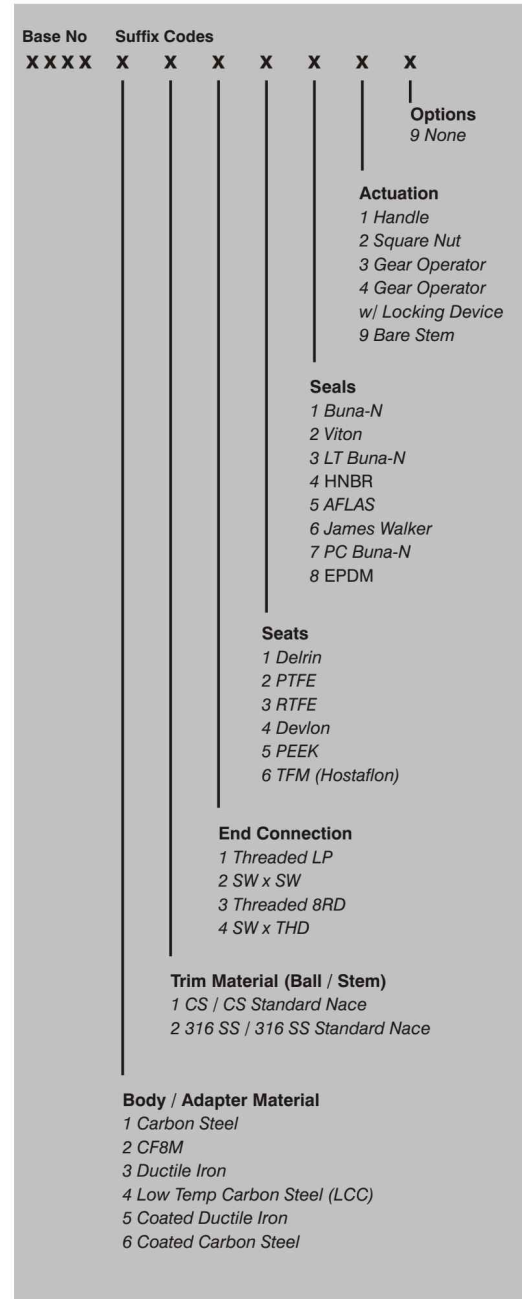 Base No Suffix Codes
X X X X X X X X X X X
Options
9 None
Actuation
1 Handle
2 Square Nut
3 Gear Operator
4 Gear Operator
w/ Locking Device
9 Bare Stem
Seals
1 Buna-N
2 Viton
3 LT Buna-N
4 HNBR
5 AFLAS
6 James Walker
7 PC Buna-N
8 EPDM
Seats
1 Delrin
2 PTFE
3 RTFE
4 Devlon
5 PEEK
6 TFM (Hostaflon)
End Connection
1 Threaded LP
2 SW x SW
3 Threaded 8RD
4 SW x THD
Trim Material (Ball / Stem)
1 CS / CS Standard Nace
2 316 SS / 316 SS Standard Nace
Body / Adapter Material
1 Carbon Steel
2 CF8M
3 Ductile Iron
4 Low Temp Carbon Steel (LCC)
5 Coated Ductile Iron
6 Coated Carbon Steel